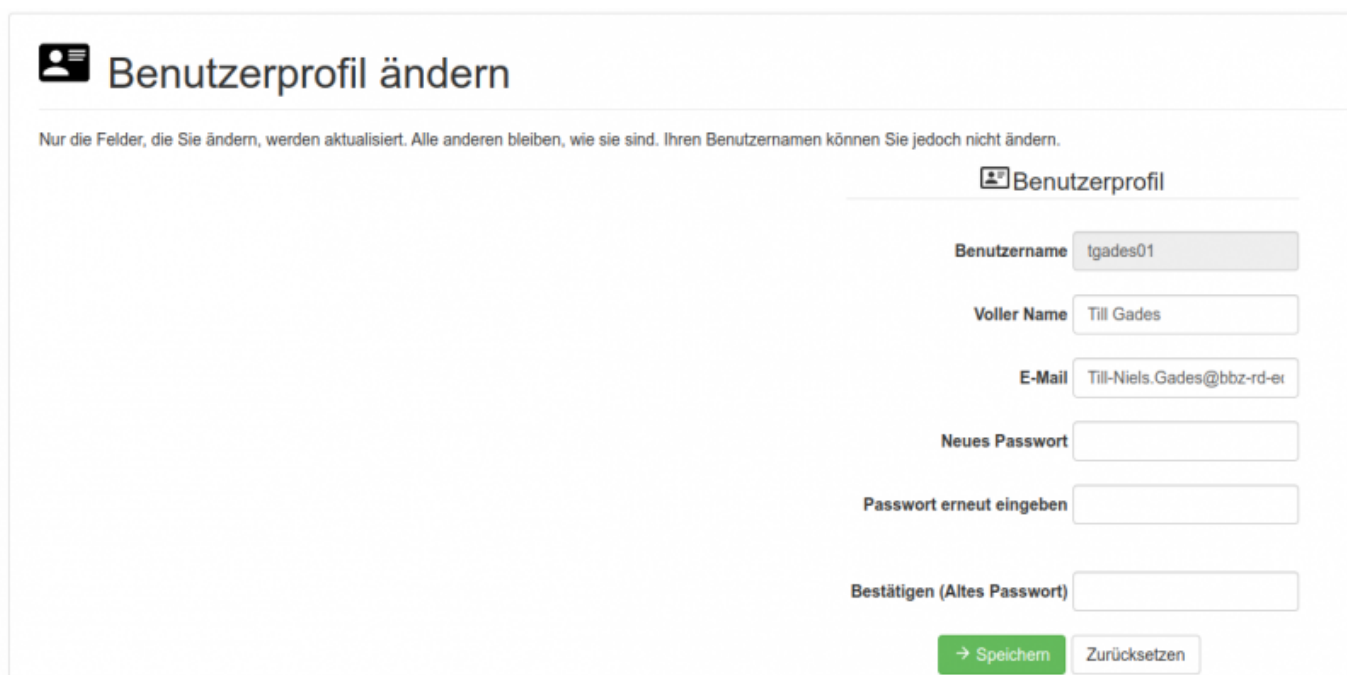 Benutzerprofil ändern
Nur die Felder, die Sie ändern, werden aktualisiert. Alle anderen bleiben, wie sie sind. Ihren Benutzernamen können Sie jedoch nicht ändern.
Benutzerprofil
Benutzername tgades01
Voller Name Till Gades
E-Mail Till-Niels.Gades@bbz-rd-ec
Neues Passwort
Passwort erneut eingeben
Bestätigen (Altes Passwort)
→ Speichern Zurücksetzen